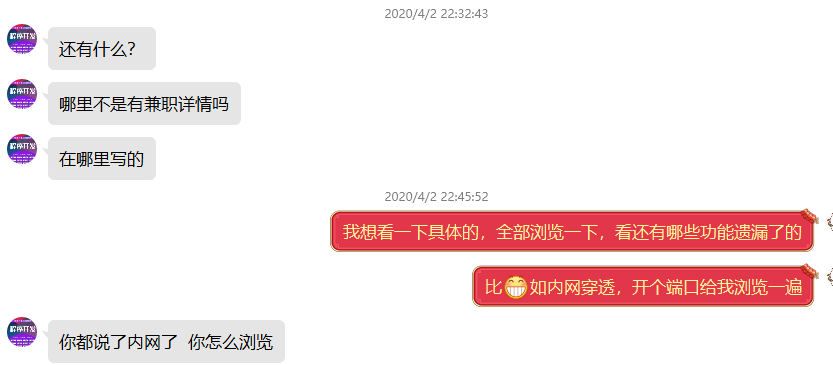 2020/4/2 22:32:43
还有什么？
哪里不是有兼职详情吗
在哪里写的
2020/4/2 22:45:52
我想看一下具体的，全部浏览一下，看还有哪些功能遗漏了的
比😁如内网穿透，开个端口给我浏览一遍
你都说了内网了 你怎么浏览